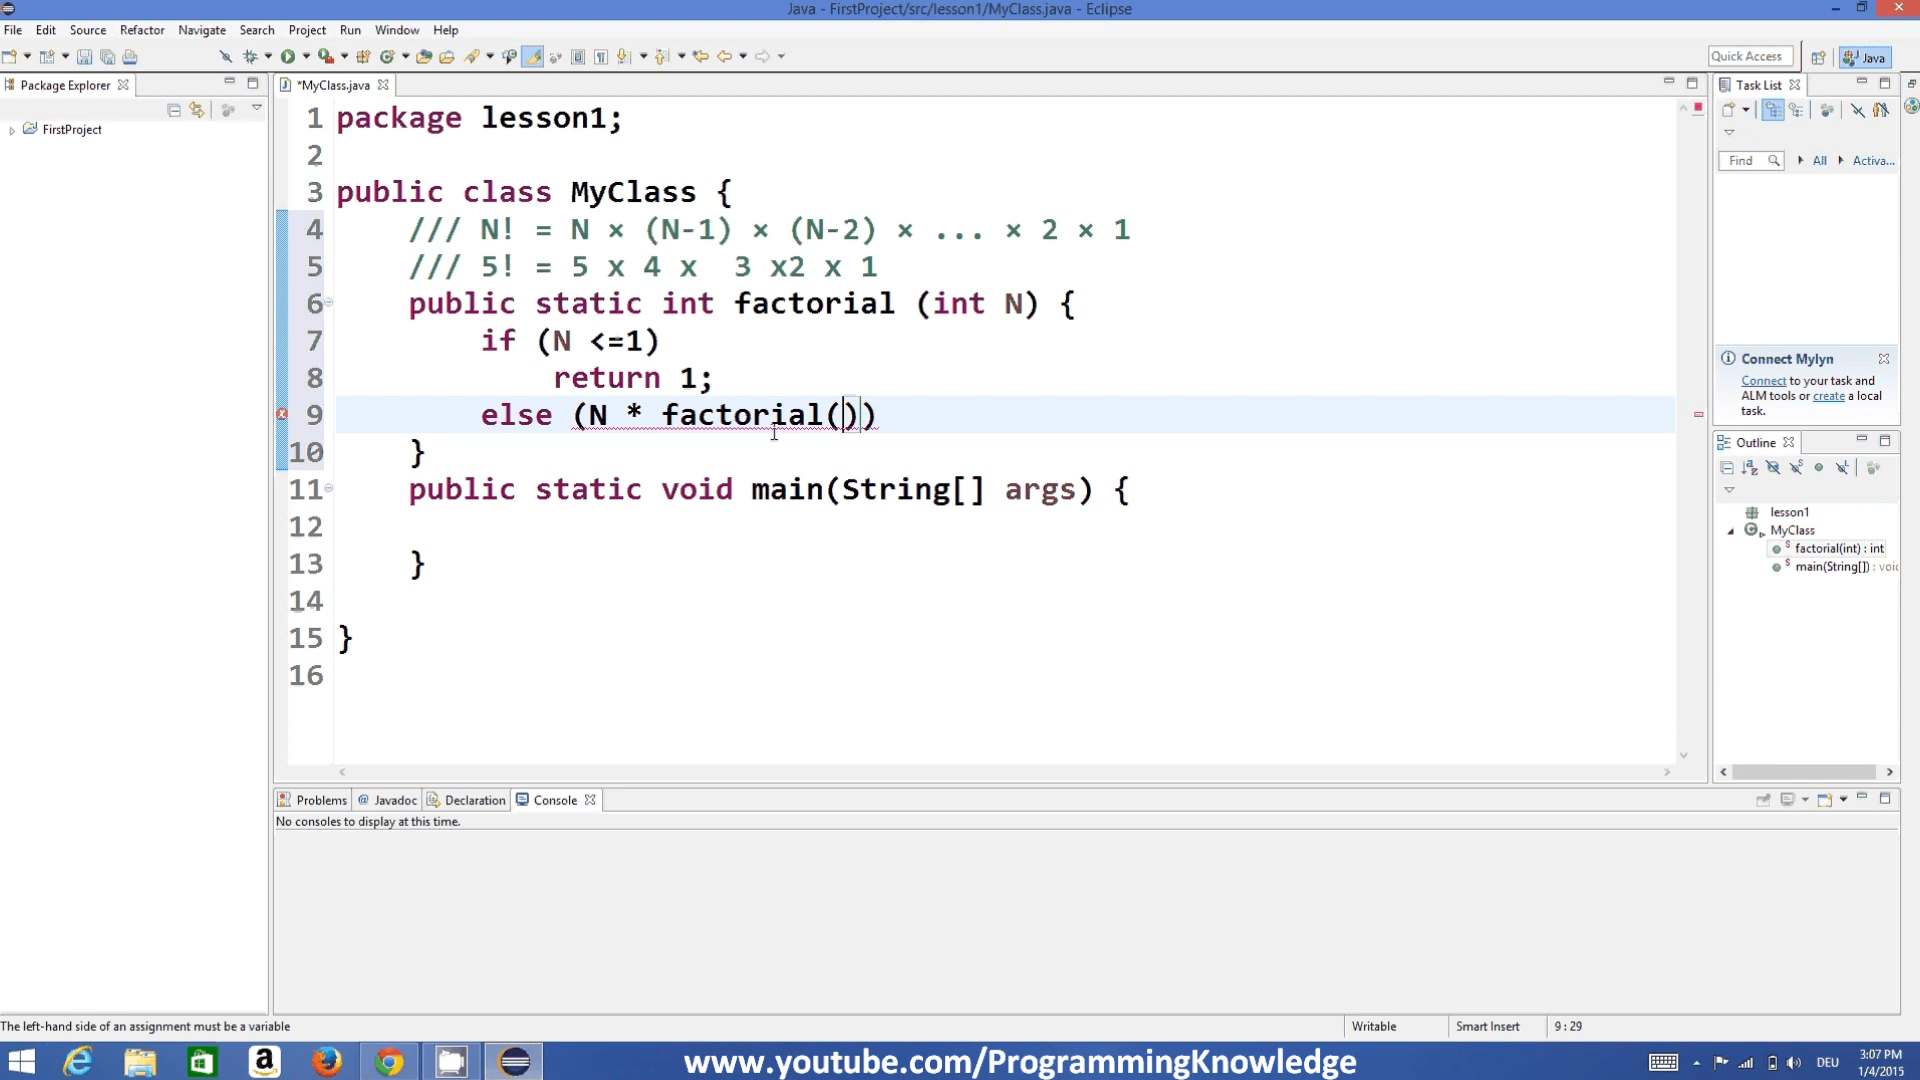 Java - FirstProject/src/lesson1/MyClass.java - Eclipse
File Edit Source Refactor Navigate Search Project Run Window Help
Quick Access Java
Package Explorer
FirstProject
*MyClass.java
1 package lesson1;
2
3 public class MyClass {
4 /// N! = N × (N-1) × (N-2) × ... × 2 × 1
5 /// 5! = 5 x 4 x  3 x2 x 1
6 public static int factorial (int N) {
7 if (N <=1)
8 return 1;
9 else (N * factorial())
10 }
11 public static void main(String[] args) {
12
13 }
14
15 }
16
Task List
Find All Activa...
Connect Mylyn
Connect to your task and
ALM tools or create a local
task.
Outline
lesson1
MyClass
factorial(int) : int
main(String[]) : voic
Problems Javadoc Declaration Console
No consoles to display at this time.
The left-hand side of an assignment must be a variable
Writable Smart Insert 9 : 29
www.youtube.com/ProgrammingKnowledge
DEU
3:07 PM
1/4/2015